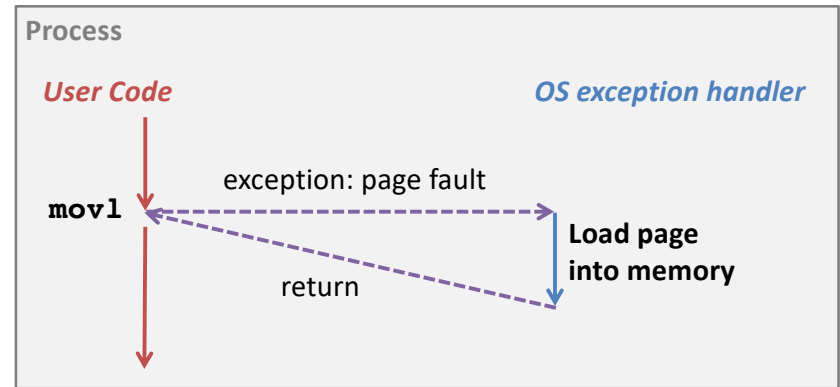 Process
User Code
OS exception handler
exception: page fault
movl
Load page
into memory
return